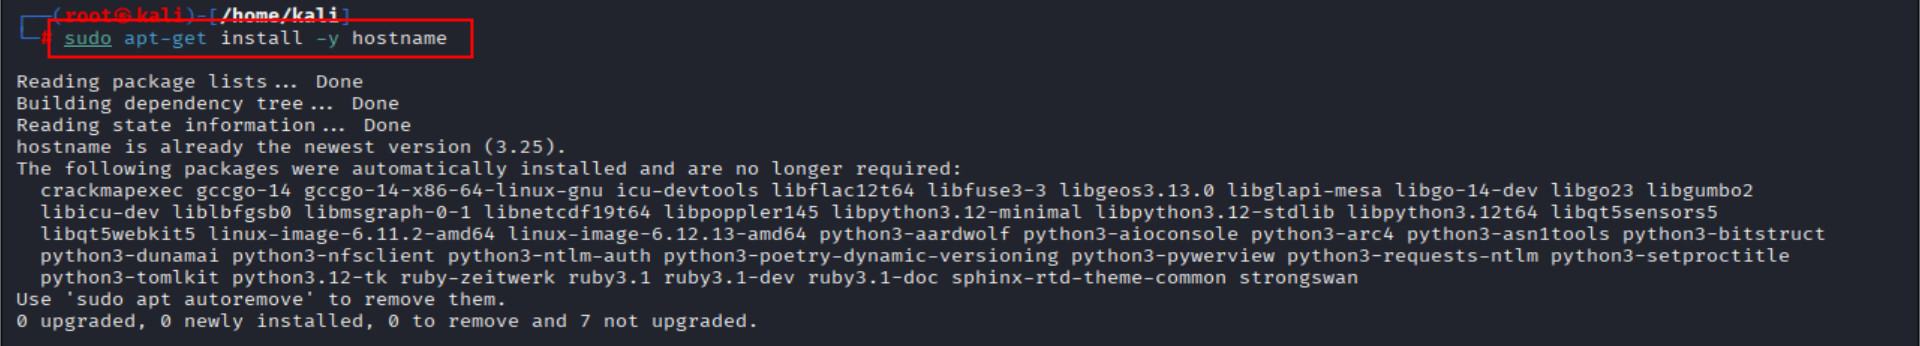 ┌──(root㉿kali)-[/home/kali]
└─# sudo apt-get install -y hostname
Reading package lists... Done
Building dependency tree... Done
Reading state information... Done
hostname is already the newest version (3.25).
The following packages were automatically installed and are no longer required:
crackmapexec gccgo-14 gccgo-14-x86-64-linux-gnu icu-devtools libflac12t64 libfuse3-3 libgeos3.13.0 libglapi-mesa libgo-14-dev libgo23 libgumbo2
libicu-dev liblbfgsb0 libmsgraph-0-1 libnetcdf19t64 libpoppler145 libpython3.12-minimal libpython3.12-stdlib libpython3.12t64 libqt5sensors5
libqt5webkit5 linux-image-6.11.2-amd64 linux-image-6.12.13-amd64 python3-aardwolf python3-aioconsole python3-arc4 python3-asn1tools python3-bitstruct
python3-dunamai python3-nfsclient python3-ntlm-auth python3-poetry-dynamic-versioning python3-pywerview python3-requests-ntlm python3-setproctitle
python3-tomlkit python3.12-tk ruby-zeitwerk ruby3.1 ruby3.1-dev ruby3.1-doc sphinx-rtd-theme-common strongswan
Use 'sudo apt autoremove' to remove them.
0 upgraded, 0 newly installed, 0 to remove and 7 not upgraded.